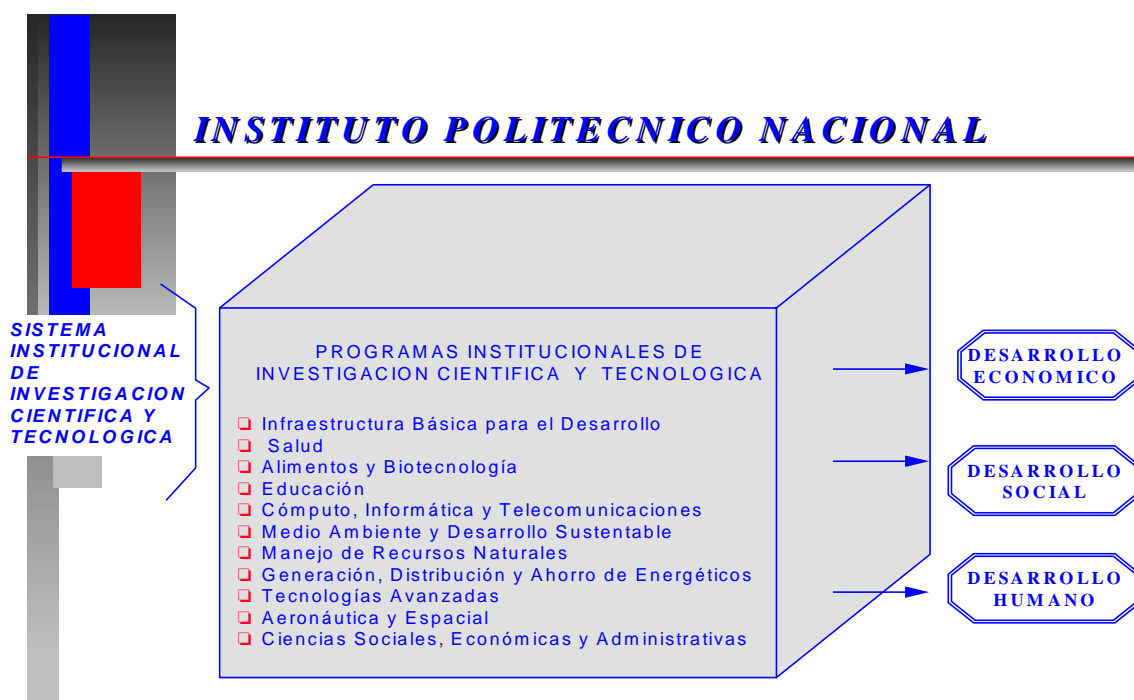 INSTITUTO POLITECNICO NACIONAL
SISTEMA
INSTITUCIONAL
DE
INVESTIGACION
CIENTIFICA Y
TECNOLOGICA
PROGRAMAS INSTITUCIONALES DE
INVESTIGACION CIENTIFICA Y TECNOLOGICA
Infraestructura Básica para el Desarrollo
Salud
Alimentos y Biotecnología
Educación
Cómputo, Informática y Telecomunicaciones
Medio Ambiente y Desarrollo Sustentable
Manejo de Recursos Naturales
Generación, Distribución y Ahorro de Energéticos
Tecnologías Avanzadas
Aeronáutica y Espacial
Ciencias Sociales, Económicas y Administrativas
DESARROLLO
ECONOMICO
DESARROLLO
SOCIAL
DESARROLLO
HUMANO